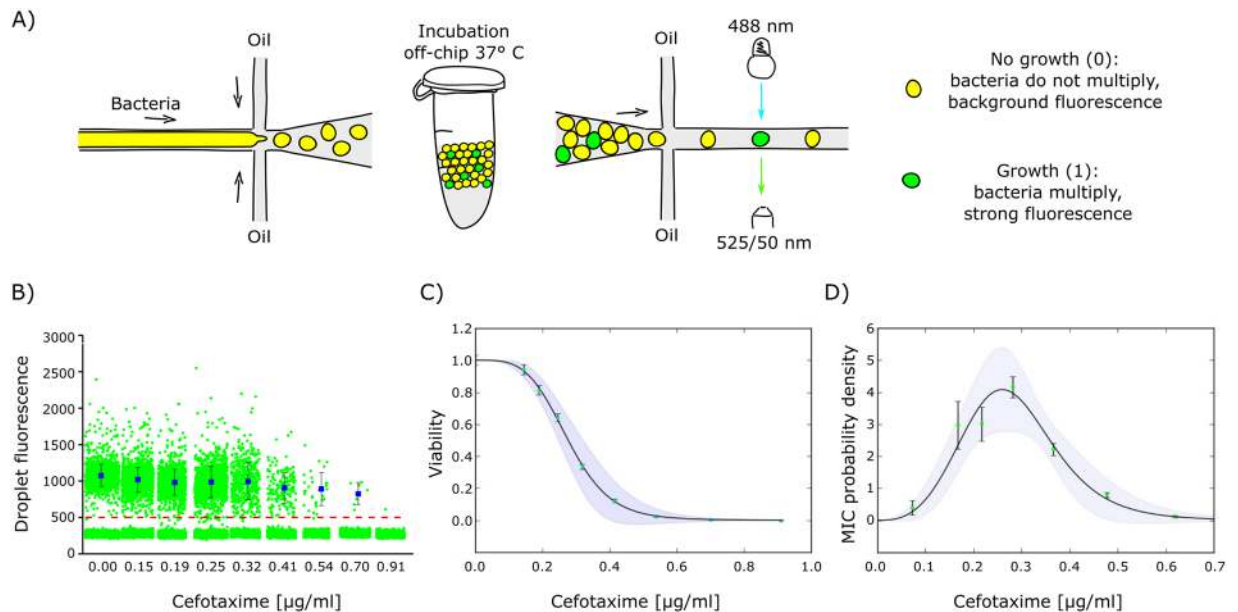 A)
Oil
Bacteria
Oil
Incubation
off-chip 37° C
Oil
488 nm
Oil
525/50 nm
No growth (0):
bacteria do not multiply,
background fluorescence
Growth (1):
bacteria multiply,
strong fluorescence
B)
Droplet fluorescence
3000
2500
2000
1500
1000
500
0
0.00 0.15 0.19 0.25 0.32 0.41 0.54 0.70 0.91
Cefotaxime [µg/ml]
C)
Viability
1.2
1.0
0.8
0.6
0.4
0.2
0.0
0.0 0.2 0.4 0.6 0.8 1.0
Cefotaxime [µg/ml]
D)
MIC probability density
6
5
4
3
2
1
0
0.0 0.1 0.2 0.3 0.4 0.5 0.6 0.7
Cefotaxime [µg/ml]